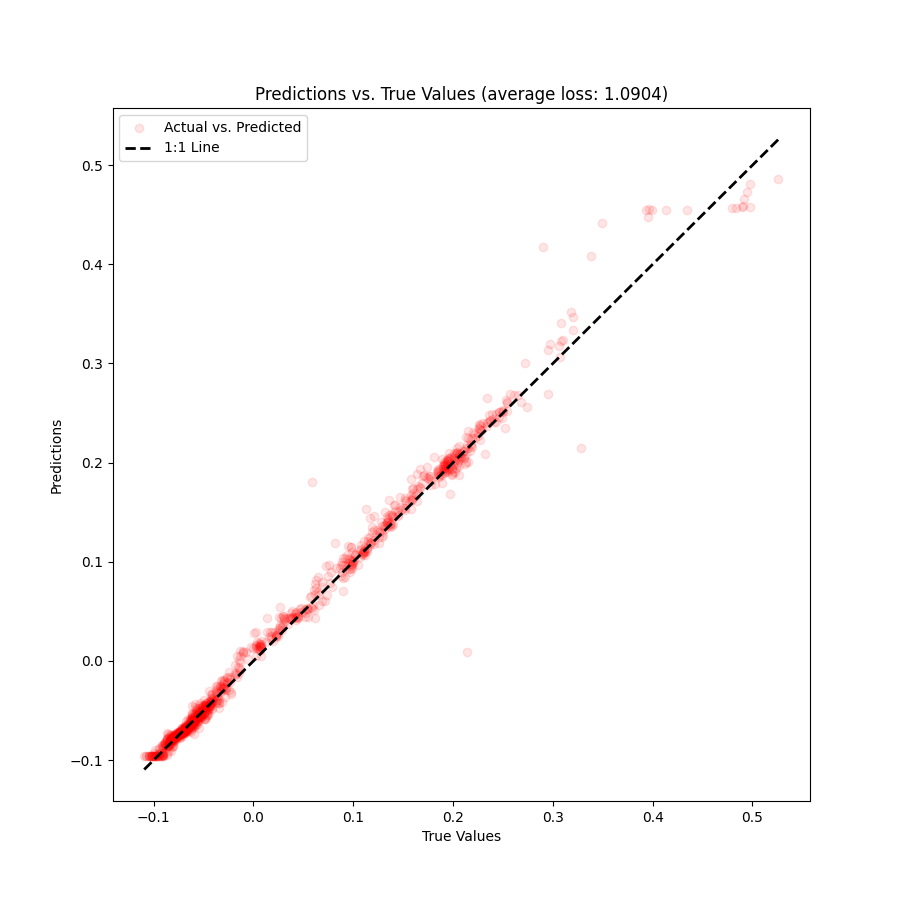 Predictions vs. True Values (average loss: 1.0904)
Actual vs. Predicted
1:1 Line
Predictions
0.5
0.4
0.3
0.2
0.1
0.0
−0.1
−0.1 0.0 0.1 0.2 0.3 0.4 0.5
True Values